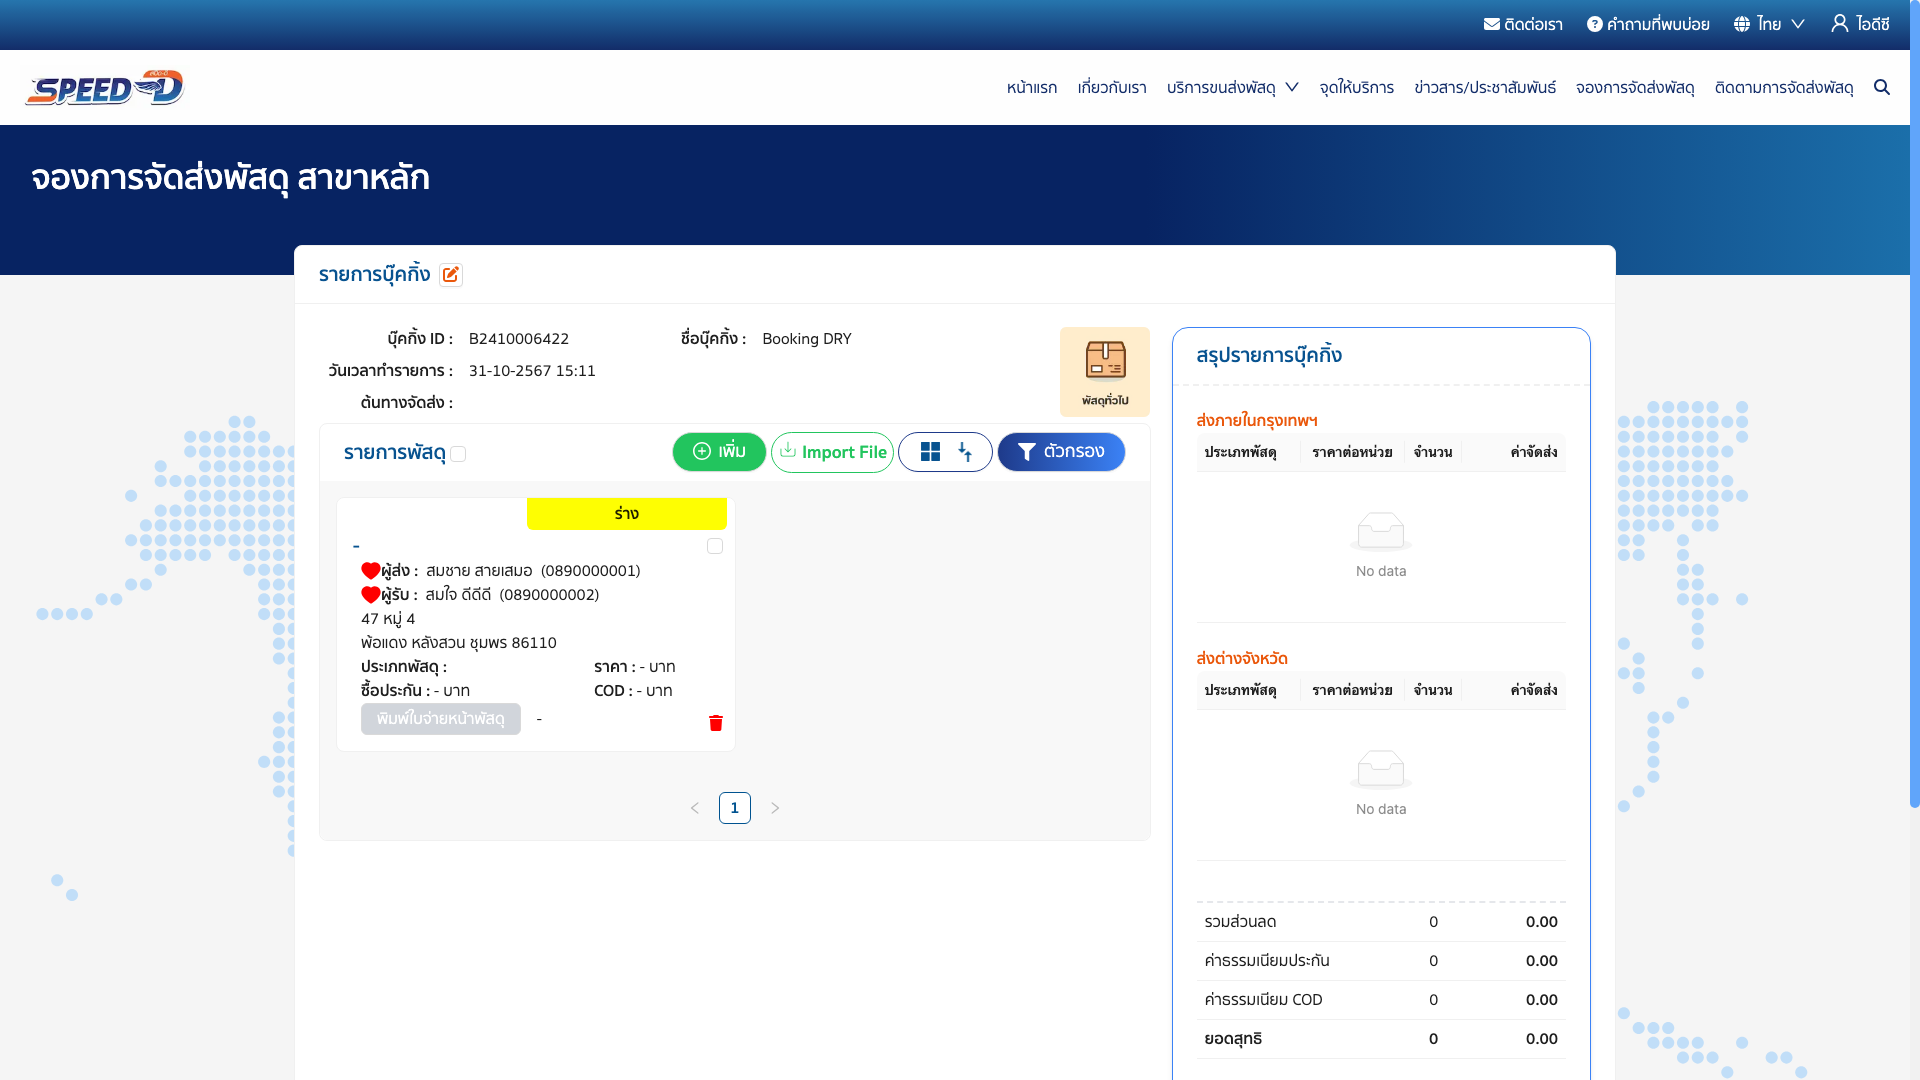 ติดต่อเรา คำถามที่พบบ่อย ไทย ไอดีซี
SPEED-D
หน้าแรก เกี่ยวกับเรา บริการขนส่งพัสดุ จุดให้บริการ ข่าวสาร/ประชาสัมพันธ์ จองการจัดส่งพัสดุ ติดตามการจัดส่งพัสดุ
จองการจัดส่งพัสดุ สาขาหลัก
รายการบุ๊คกิ้ง
บุ๊คกิ้ง ID : B2410006422 ชื่อบุ๊คกิ้ง : Booking DRY
วันเวลาทำรายการ : 31-10-2567 15:11
ต้นทางจัดส่ง :
พัสดุทั่วไป
รายการพัสดุ เพิ่ม Import File ตัวกรอง
ร่าง
-
ผู้ส่ง : สมชาย สายเสมอ (0890000001)
ผู้รับ : สมใจ ดีดีดี (0890000002)
47 หมู่ 4
พ้อแดง หลังสวน ชุมพร 86110
ประเภทพัสดุ : ราคา : - บาท
ซื้อประกัน : - บาท COD : - บาท
พิมพ์ใบจ่ายหน้าพัสดุ -
1
สรุปรายการบุ๊คกิ้ง
ส่งภายในกรุงเทพฯ
ประเภทพัสดุ ราคาต่อหน่วย จำนวน ค่าจัดส่ง
No data
ส่งต่างจังหวัด
ประเภทพัสดุ ราคาต่อหน่วย จำนวน ค่าจัดส่ง
No data
รวมส่วนลด 0 0.00
ค่าธรรมเนียมประกัน 0 0.00
ค่าธรรมเนียม COD 0 0.00
ยอดสุทธิ 0 0.00